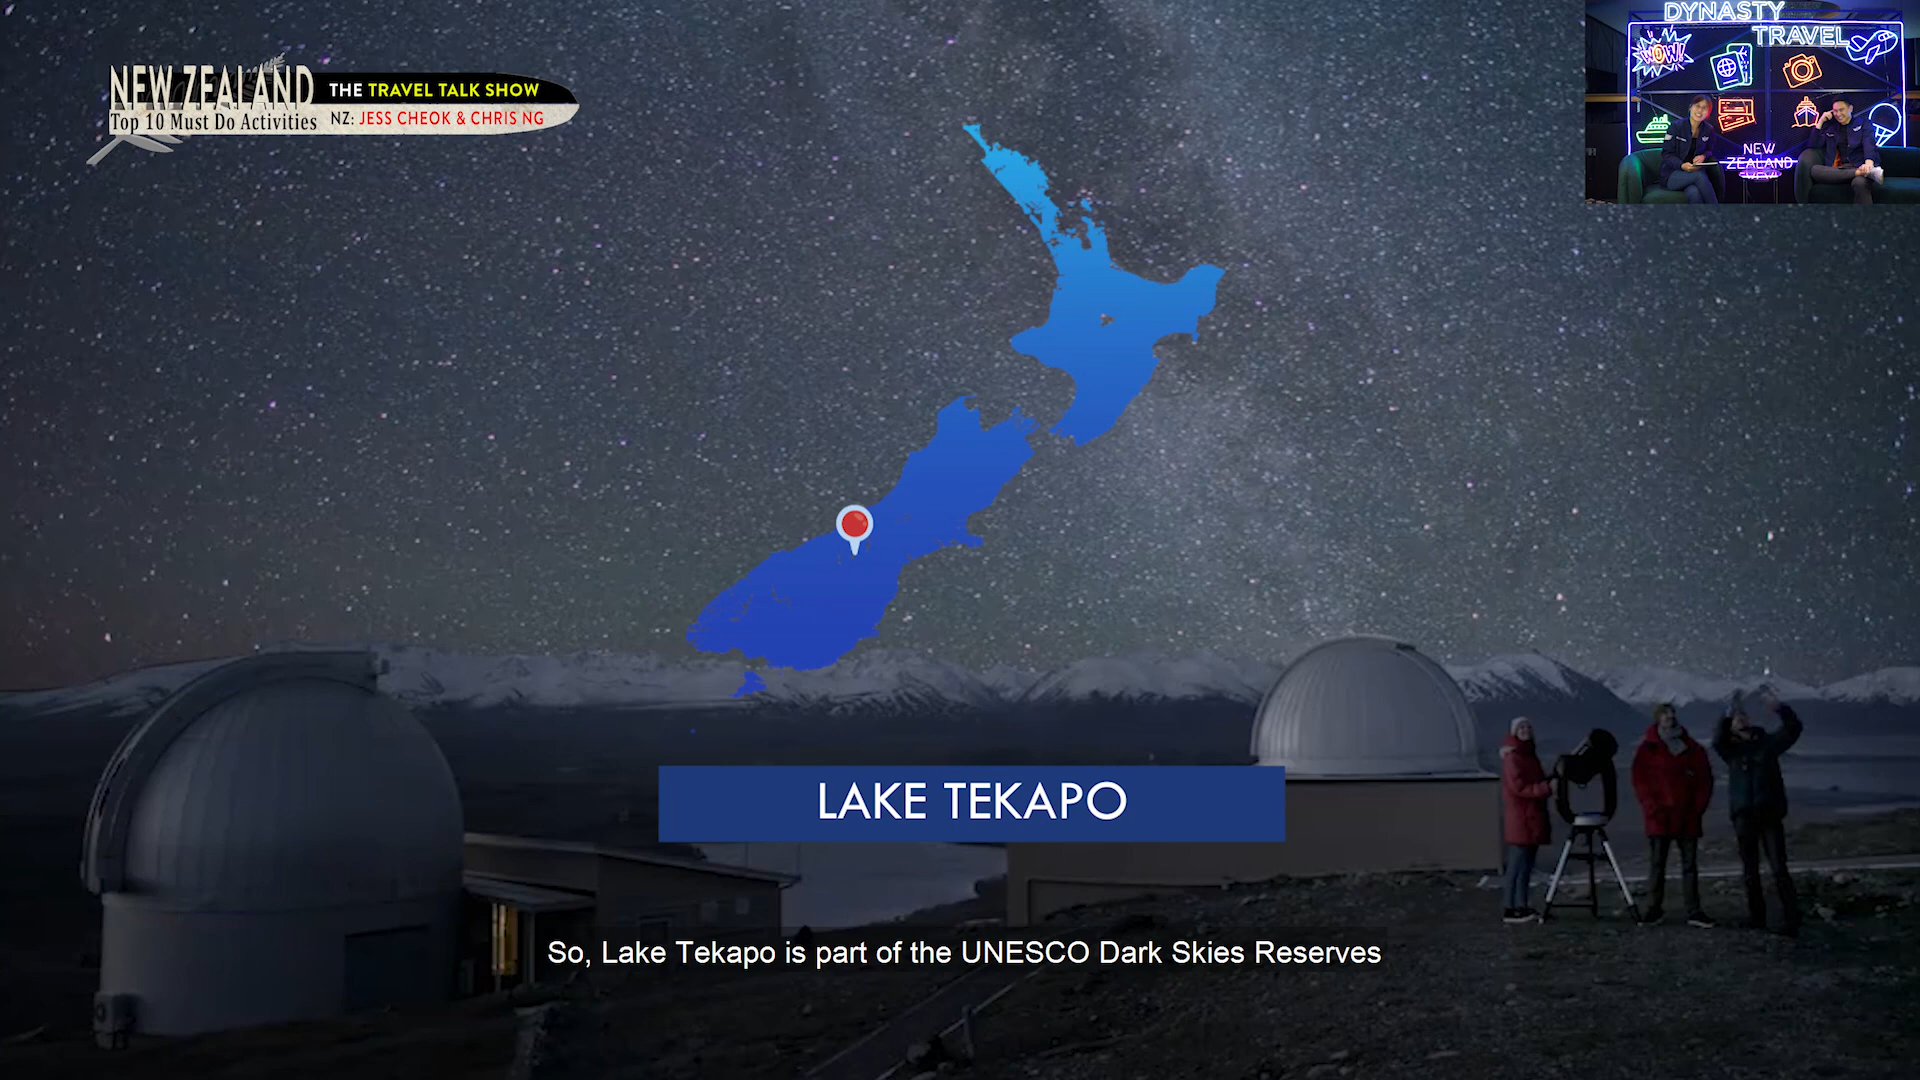 NEW ZEALAND
Top 10 Must Do Activities
THE TRAVEL TALK SHOW
NZ: JESS CHEOK & CHRIS NG
DYNASTY
TRAVEL
WOW!
NEW
ZEALAND
LAKE TEKAPO
So, Lake Tekapo is part of the UNESCO Dark Skies Reserves